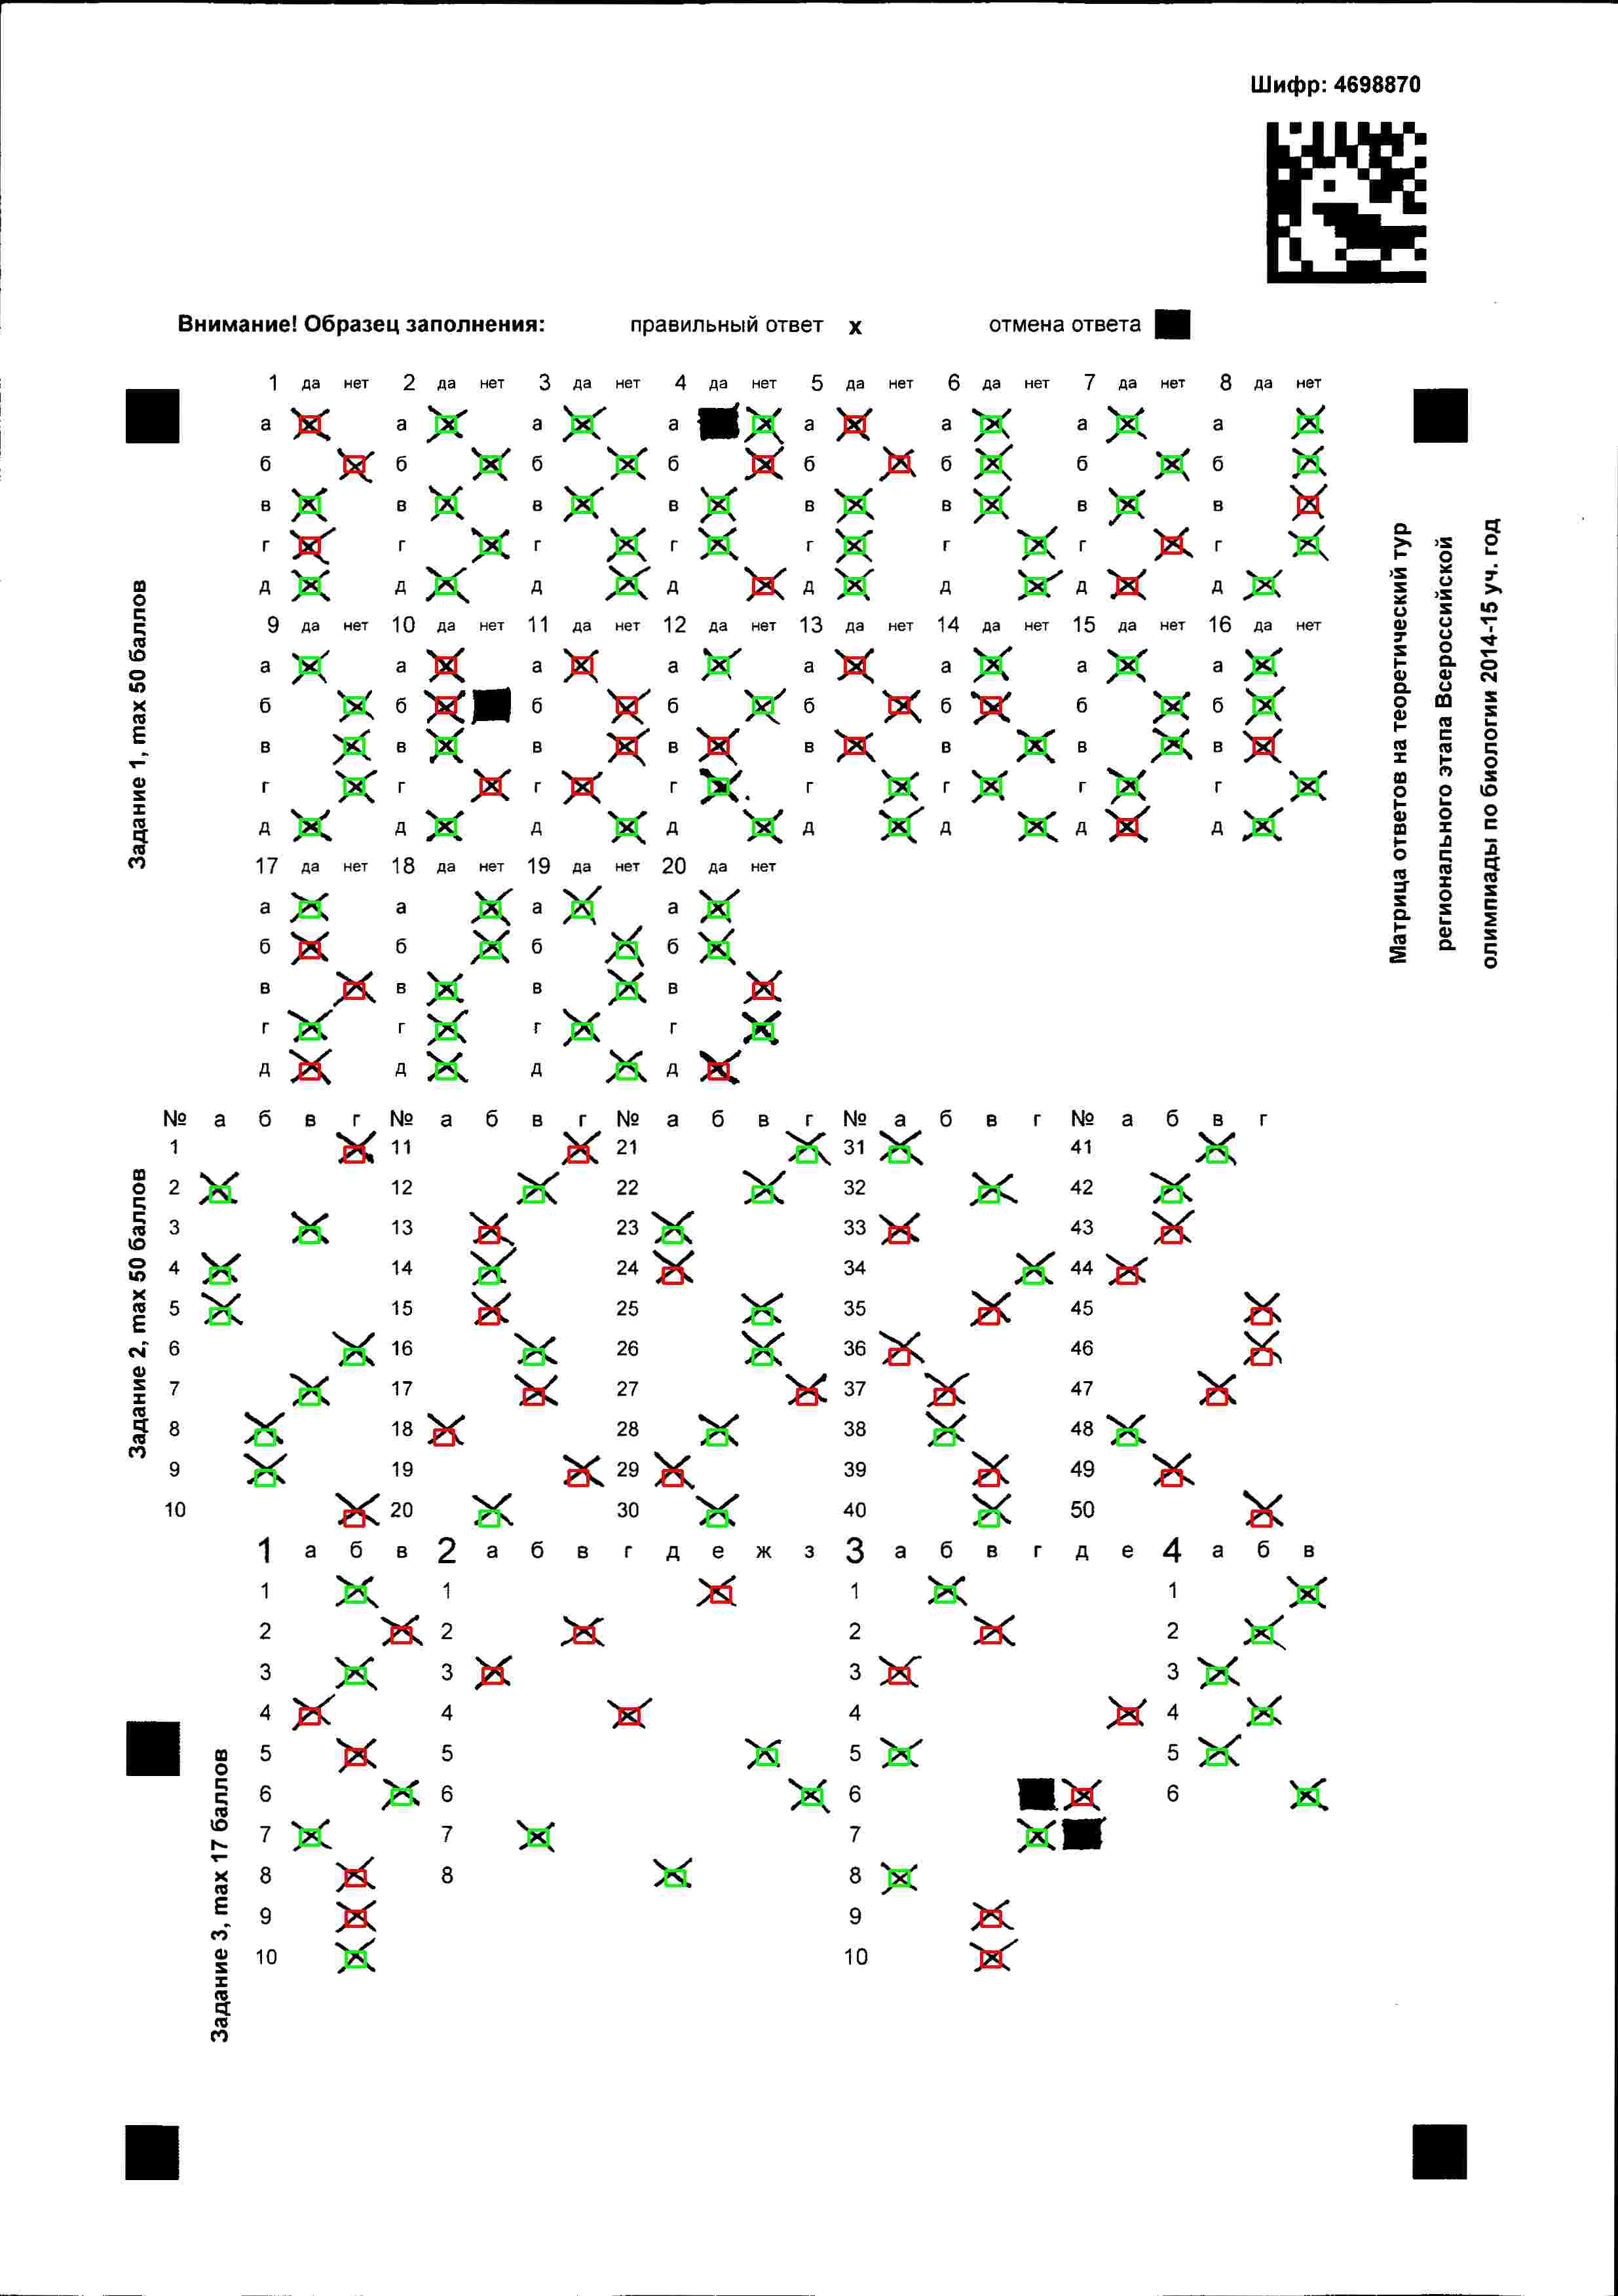 Шифр: 4698870
Внимание! Образец заполнения: правильный ответ x отмена ответа
1 да нет 2 да нет 3 да нет 4 да нет 5 да нет 6 да нет 7 да нет 8 да нет
а а а а а а а а
б б б б б б б б
в в в в в в в в
г г г г г г г г
д д д д д д д д
9 да нет 10 да нет 11 да нет 12 да нет 13 да нет 14 да нет 15 да нет 16 да нет
а а а а а а а а
б б б б б б б б
в в в в в в в в
г г г г г г г г
д д д д д д д д
17 да нет 18 да нет 19 да нет 20 да нет
а а а а
б б б б
в в в в
г г г г
д д д д
Задание 1, max 50 баллов
№ а б в г № а б в г № а б в г № а б в г № а б в г
1 11 21 31 41
2 12 22 32 42
3 13 23 33 43
4 14 24 34 44
5 15 25 35 45
6 16 26 36 46
7 17 27 37 47
8 18 28 38 48
9 19 29 39 49
10 20 30 40 50
Задание 2, max 50 баллов
1 а б в 2 а б в г д е ж з 3 а б в г д е 4 а б в
1 1 1 1
2 2 2 2
3 3 3 3
4 4 4 4
5 5 5 5
6 6 6 6
7 7 7
8 8 8
9 9
10 10
Задание 3, max 17 баллов
Матрица ответов на теоретический тур
регионального этапа Всероссийской
олимпиады по биологии 2014-15 уч. год